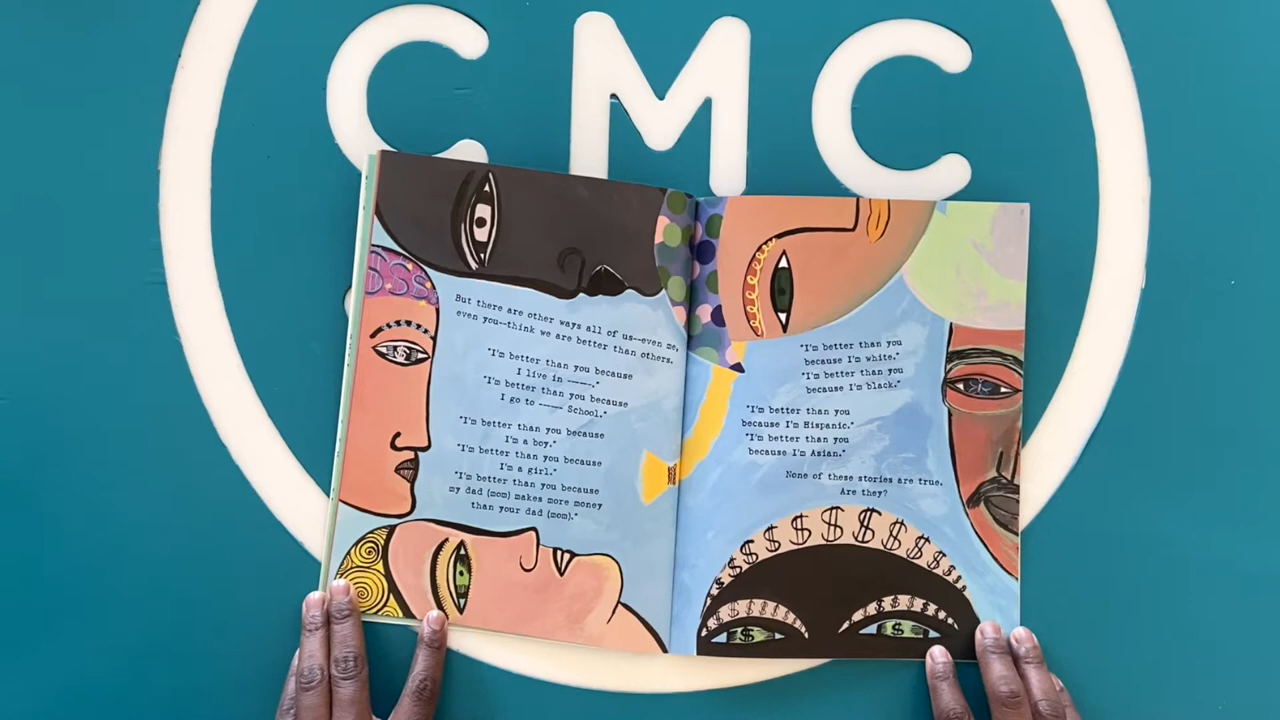 CMC
But there are other ways all of us--even me,
even you--think we are better than others.
"I'm better than you because
I live in -----."
"I'm better than you because
I go to ----- School."
"I'm better than you because
I'm a boy."
"I'm better than you because
I'm a girl."
"I'm better than you because
my dad (mom) makes more money
than your dad (mom)."
"I'm better than you
because I'm white."
"I'm better than you
because I'm black."
"I'm better than you
because I'm Hispanic."
"I'm better than you
because I'm Asian."
None of these stories are true.
Are they?